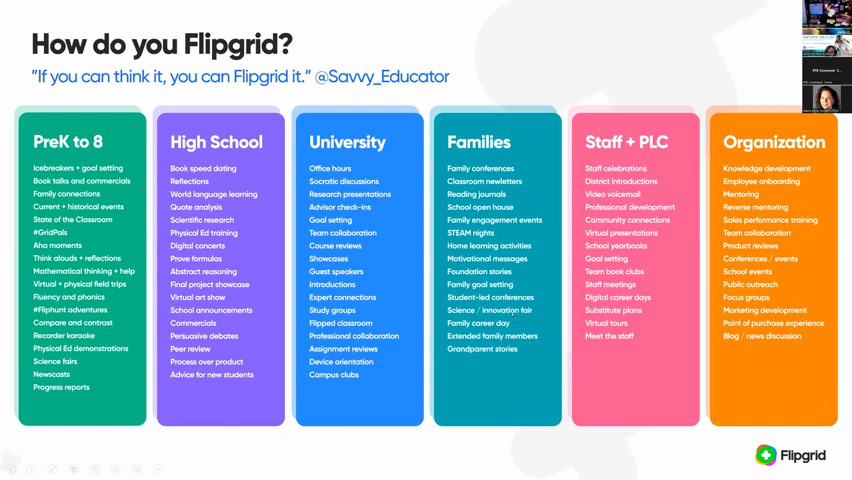 How do you Flipgrid?
"If you can think it, you can Flipgrid it." @Savvy_Educator
PreK to 8
Icebreakers + goal setting
Book talks and commercials
Family connections
Current + historical events
State of the Classroom
#GridPals
Aha moments
Think alouds + reflections
Mathematical thinking + help
Virtual + physical field trips
Fluency and phonics
#Fliphunt adventures
Compare and contrast
Recorder karaoke
Physical Ed demonstrations
Science fairs
Newscasts
Progress reports
High School
Book speed dating
Reflections
World language learning
Quote analysis
Scientific research
Physical Ed training
Digital concerts
Prove formulas
Abstract reasoning
Final project showcase
Virtual art show
School announcements
Commercials
Persuasive debates
Peer review
Process over product
Advice for new students
University
Office hours
Socratic discussions
Research presentations
Advisor check-ins
Goal setting
Team collaboration
Course reviews
Showcases
Guest speakers
Introductions
Expert connections
Study groups
Flipped classroom
Professional collaboration
Assignment reviews
Device orientation
Campus clubs
Families
Family conferences
Classroom newletters
Reading journals
School open house
Family engagement events
STEAM nights
Home learning activities
Motivational messages
Foundation stories
Family goal setting
Student-led conferences
Science / innovation fair
Family career day
Extended family members
Grandparent stories
Staff + PLC
Staff celebrations
District introductions
Video voicemail
Professional development
Community connections
Virtual presentations
School yearbooks
Goal setting
Team book clubs
Staff meetings
Digital career days
Substitute plans
Virtual tours
Meet the staff
Organization
Knowledge development
Employee onboarding
Mentoring
Reverse mentoring
Sales performance training
Team collaboration
Product reviews
Conferences / events
School events
Public outreach
Focus groups
Marketing development
Point of purchase experience
Blog / news discussion
Flipgrid